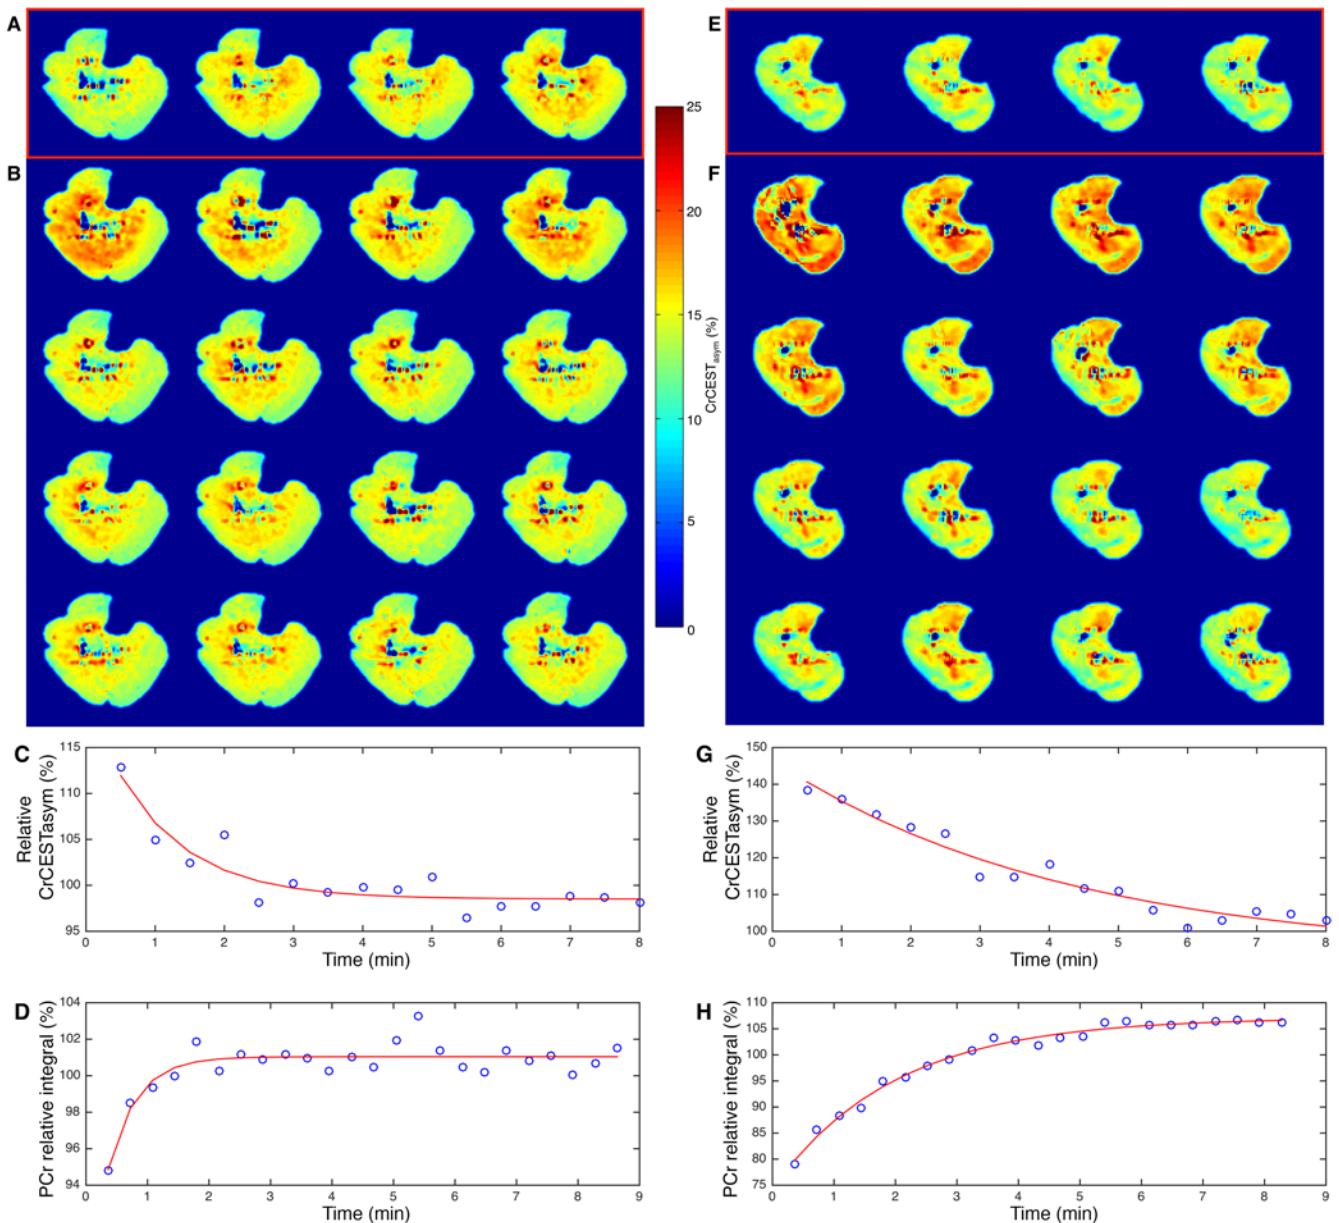 A
E
B
F
25
20
15
10
5
0
CrCESTasym (%)
C
115
110
105
100
95
Relative
CrCESTasym (%)
0 1 2 3 4 5 6 7 8
Time (min)
G
150
140
130
120
110
100
Relative
CrCESTasym (%)
0 1 2 3 4 5 6 7 8
Time (min)
D
104
102
100
98
96
94
PCr relative integral (%)
0 1 2 3 4 5 6 7 8 9
Time (min)
H
110
105
100
95
90
85
80
75
PCr relative integral (%)
0 1 2 3 4 5 6 7 8 9
Time (min)